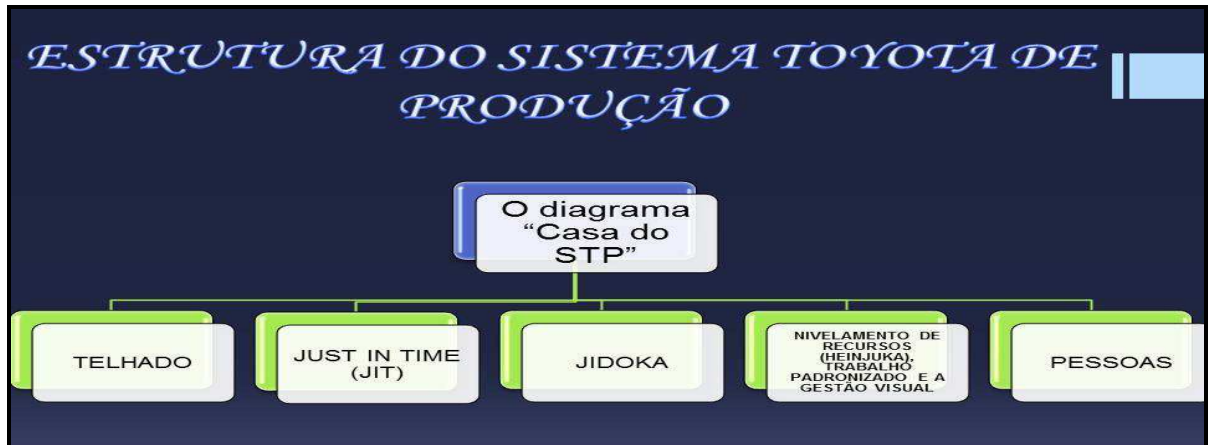 ESTRUTURA DO SISTEMA TOYOTA DE
PRODUÇÃO
O diagrama
“Casa do
STP”
TELHADO
JUST IN TIME
(JIT)
JIDOKA
NIVELAMENTO DE
RECURSOS
(HEINJUKA),
TRABALHO
PADRONIZADO E A
GESTÃO VISUAL
PESSOAS